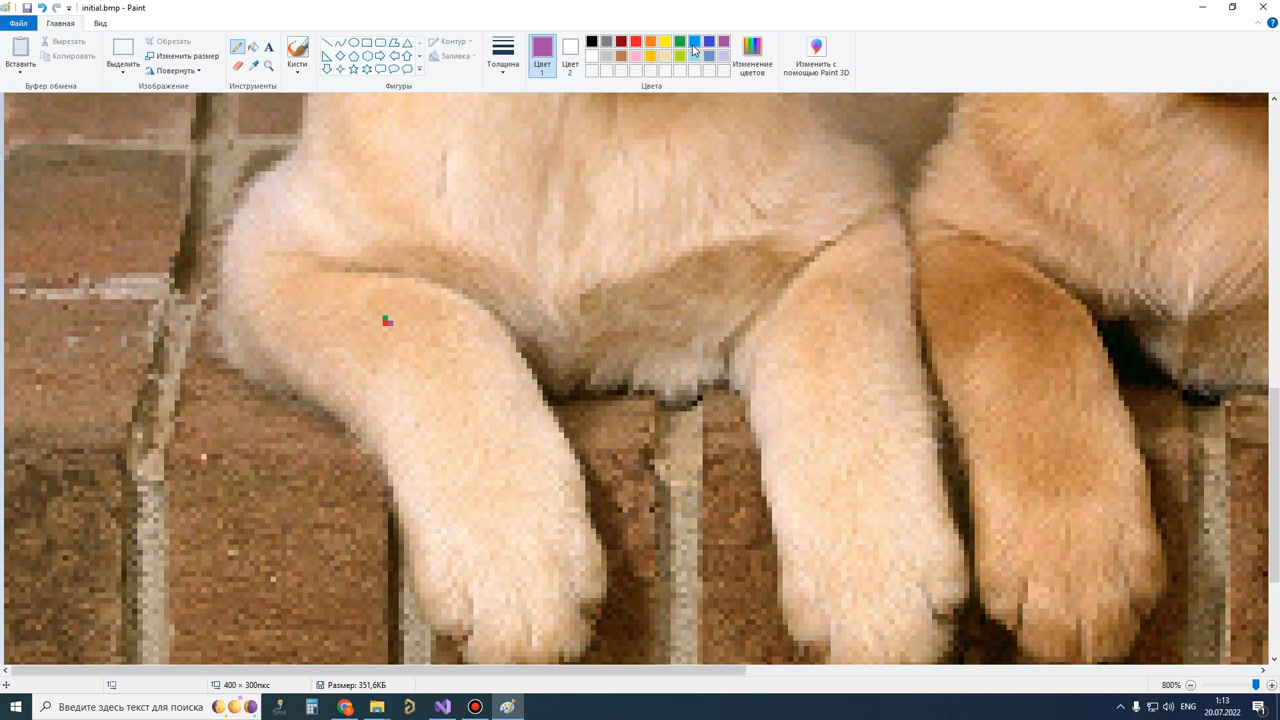 initial.bmp - Paint
Файл
Главная
Вид
Вставить
Вырезать
Копировать
Буфер обмена
Выделить
Обрезать
Изменить размер
Повернуть
Изображение
A
Инструменты
Кисти
Контур
Заливка
Фигуры
Толщина
Цвет
1
Цвет
2
Изменение
цветов
Цвета
Изменить с
помощью Paint 3D
400 × 300пкс
Размер: 351,6КБ
800%
Введите здесь текст для поиска
TERM
ENG
1:13
20.07.2022